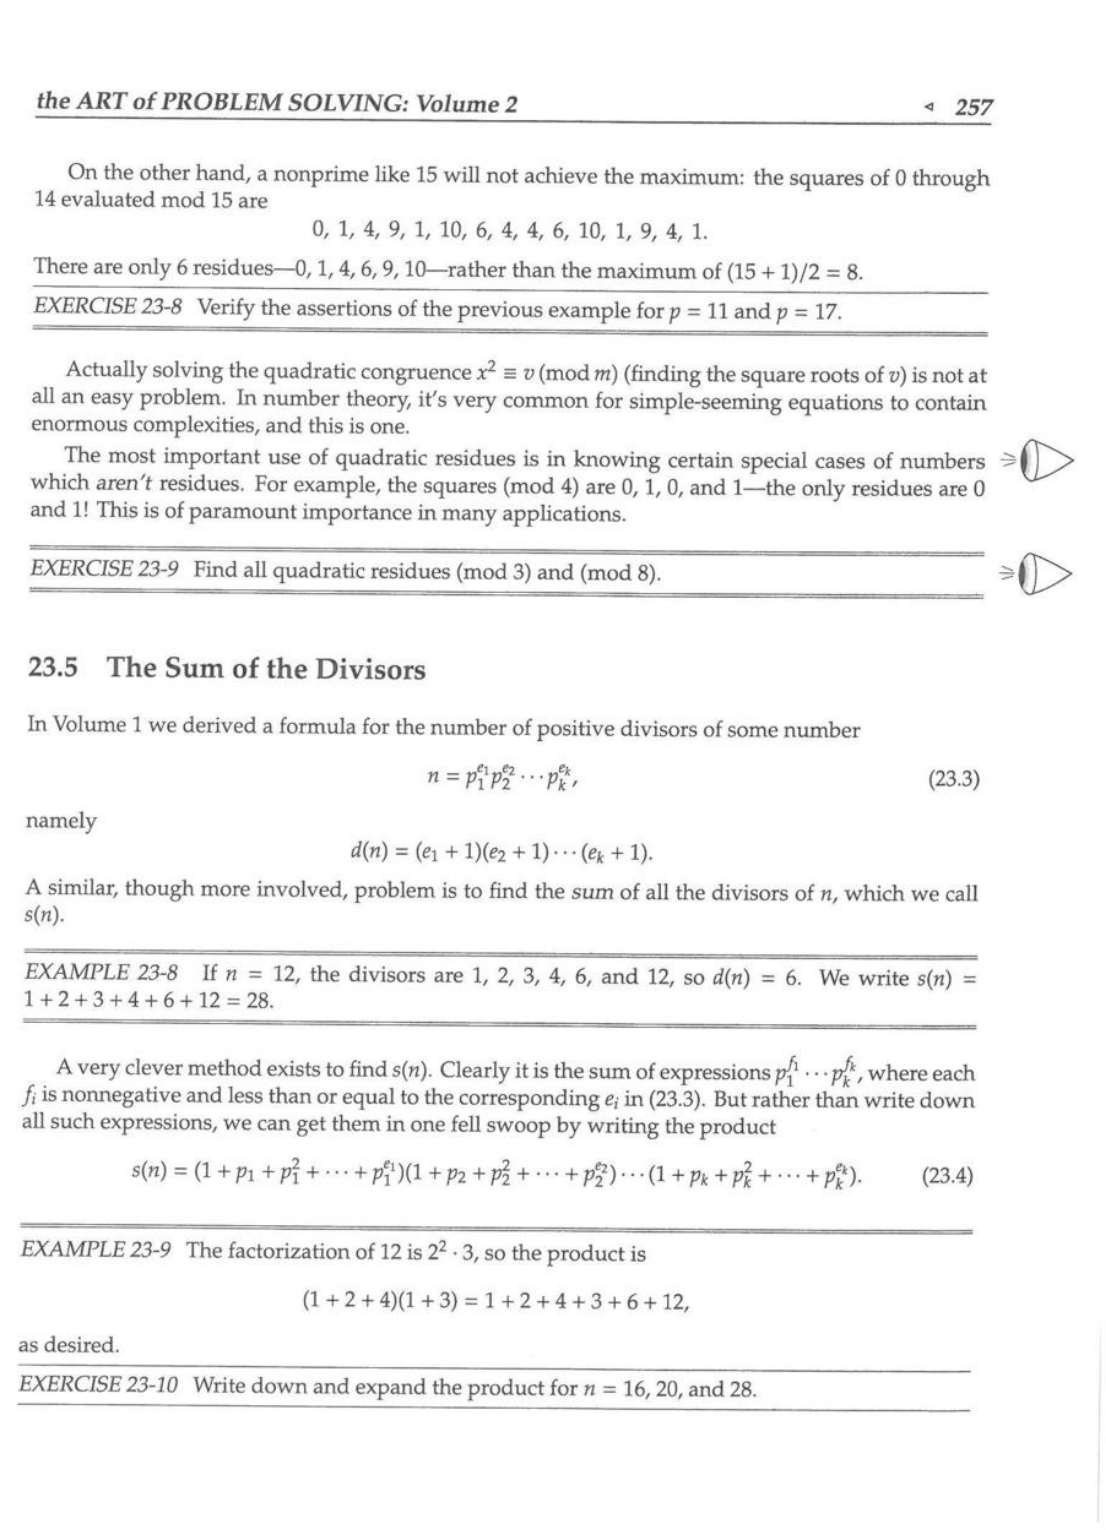 the ART of PROBLEM SOLVING: Volume 2 ◃ 257
On the other hand, a nonprime like 15 will not achieve the maximum: the squares of 0 through
14 evaluated mod 15 are
0, 1, 4, 9, 1, 10, 6, 4, 4, 6, 10, 1, 9, 4, 1.
There are only 6 residues—0, 1, 4, 6, 9, 10—rather than the maximum of (15 + 1)/2 = 8.
EXERCISE 23-8 Verify the assertions of the previous example for p = 11 and p = 17.
Actually solving the quadratic congruence x² ≡ v (mod m) (finding the square roots of v) is not at
all an easy problem. In number theory, it's very common for simple-seeming equations to contain
enormous complexities, and this is one.
The most important use of quadratic residues is in knowing certain special cases of numbers
which aren't residues. For example, the squares (mod 4) are 0, 1, 0, and 1—the only residues are 0
and 1! This is of paramount importance in many applications.
EXERCISE 23-9 Find all quadratic residues (mod 3) and (mod 8).
23.5 The Sum of the Divisors
In Volume 1 we derived a formula for the number of positive divisors of some number
n = p₁^{e₁}p₂^{e₂} ··· pₖ^{eₖ}, (23.3)
namely
d(n) = (e₁ + 1)(e₂ + 1) ··· (eₖ + 1).
A similar, though more involved, problem is to find the sum of all the divisors of n, which we call
s(n).
EXAMPLE 23-8 If n = 12, the divisors are 1, 2, 3, 4, 6, and 12, so d(n) = 6. We write s(n) =
1 + 2 + 3 + 4 + 6 + 12 = 28.
A very clever method exists to find s(n). Clearly it is the sum of expressions p₁^{f₁} ··· pₖ^{fₖ}, where each
fᵢ is nonnegative and less than or equal to the corresponding eᵢ in (23.3). But rather than write down
all such expressions, we can get them in one fell swoop by writing the product
s(n) = (1 + p₁ + p₁² + ··· + p₁^{e₁})(1 + p₂ + p₂² + ··· + p₂^{e₂}) ··· (1 + pₖ + pₖ² + ··· + pₖ^{eₖ}). (23.4)
EXAMPLE 23-9 The factorization of 12 is 2² · 3, so the product is
(1 + 2 + 4)(1 + 3) = 1 + 2 + 4 + 3 + 6 + 12,
as desired.
EXERCISE 23-10 Write down and expand the product for n = 16, 20, and 28.